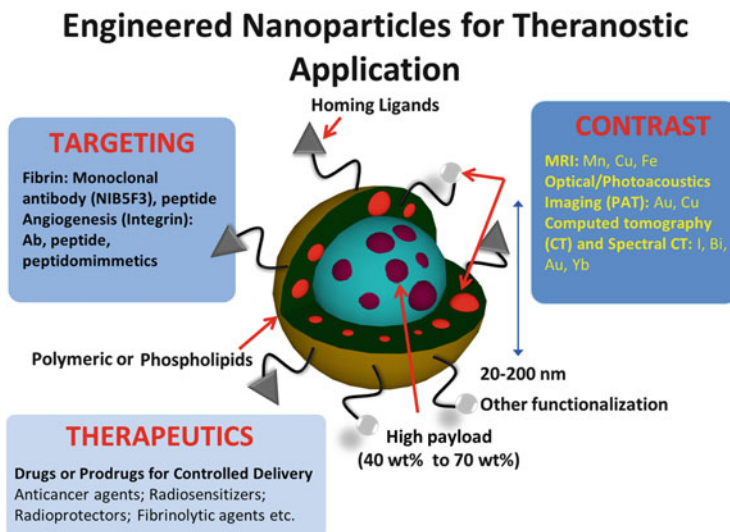 Engineered Nanoparticles for Theranostic
Application
Homing Ligands
TARGETING
Fibrin: Monoclonal
antibody (NIB5F3), peptide
Angiogenesis (Integrin):
Ab, peptide,
peptidomimmetics
CONTRAST
MRI: Mn, Cu, Fe
Optical/Photoacoustics
Imaging (PAT): Au, Cu
Computed tomography
(CT) and Spectral CT: I, Bi,
Au, Yb
Polymeric or Phospholipids
20-200 nm
Other functionalization
High payload
(40 wt% to 70 wt%)
THERAPEUTICS
Drugs or Prodrugs for Controlled Delivery
Anticancer agents; Radiosensitizers;
Radioprotectors; Fibrinolytic agents etc.